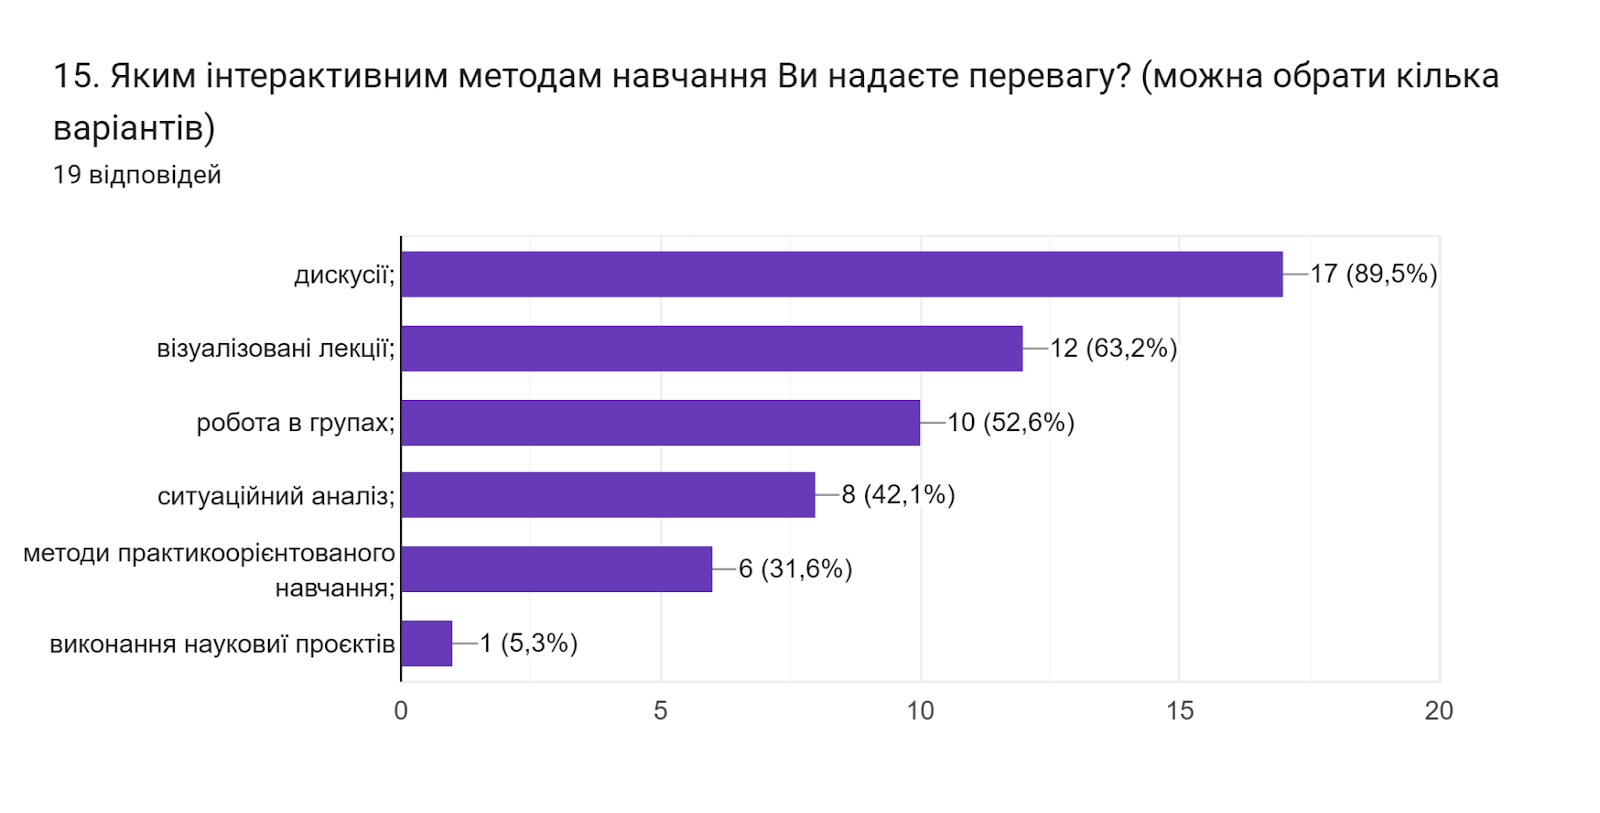 15. Яким інтерактивним методам навчання Ви надаєте перевагу? (можна обрати кілька
варіантів)
19 відповідей
дискусії;
17 (89,5%)
візуалізовані лекції;
12 (63,2%)
робота в групах;
10 (52,6%)
ситуаційний аналіз;
8 (42,1%)
методи практикоорієнтованого
навчання;
6 (31,6%)
виконання науковиї проєктів
1 (5,3%)
0 5 10 15 20